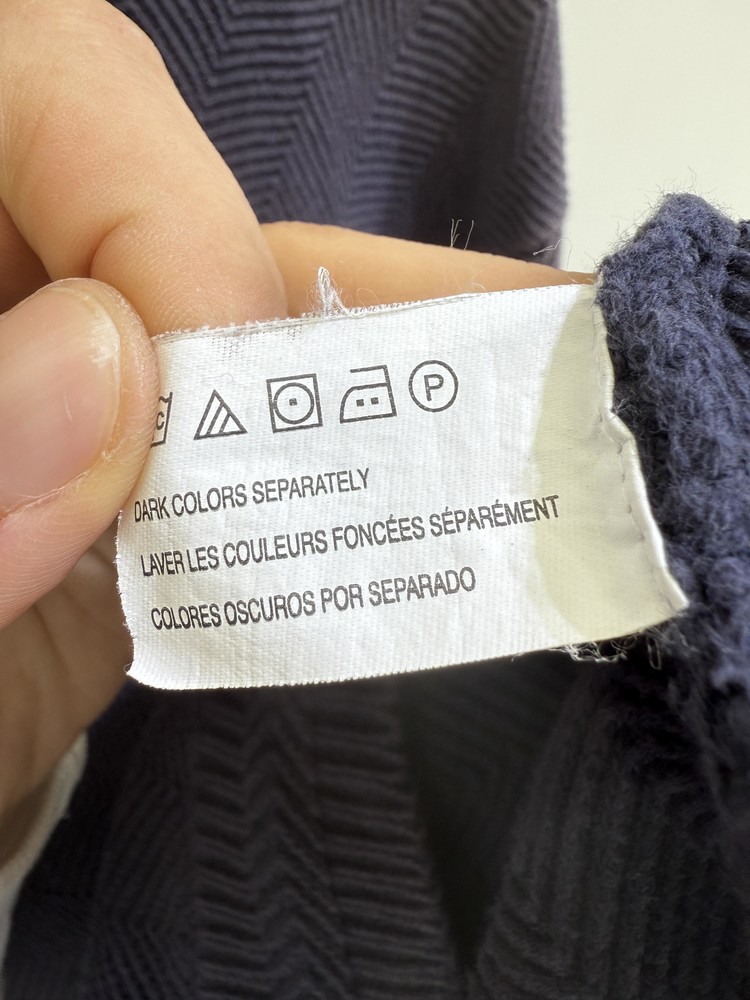 C
P
DARK COLORS SEPARATELY
LAVER LES COULEURS FONCÉES SÉPARÉMENT
COLORES OSCUROS POR SEPARADO